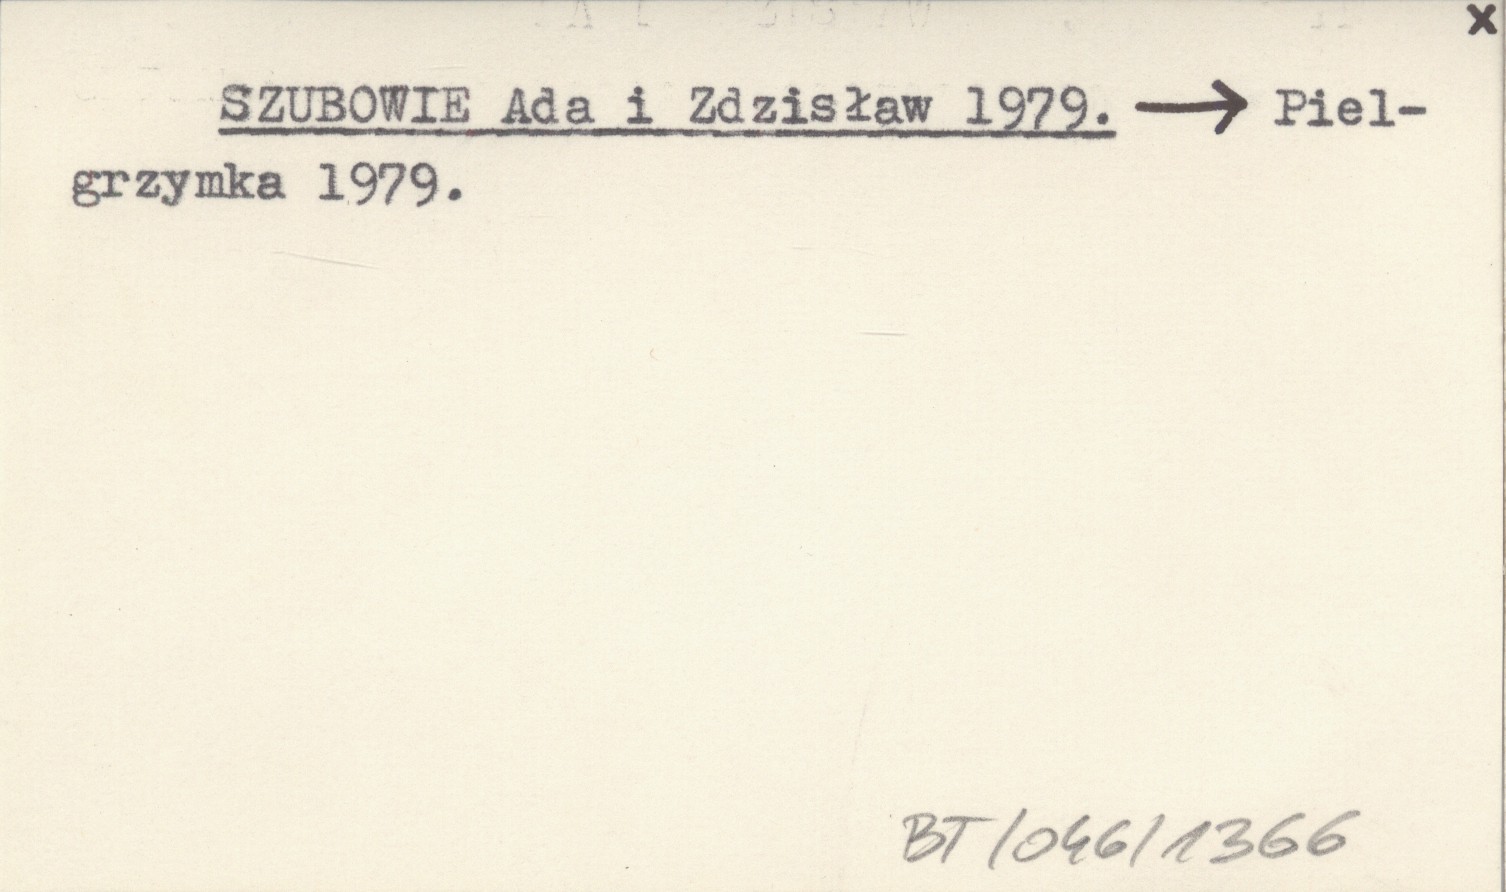 x
SZUBOWIE Ada i Zdzisław 1979. → Piel-
grzymka 1979.
BT/046/1366